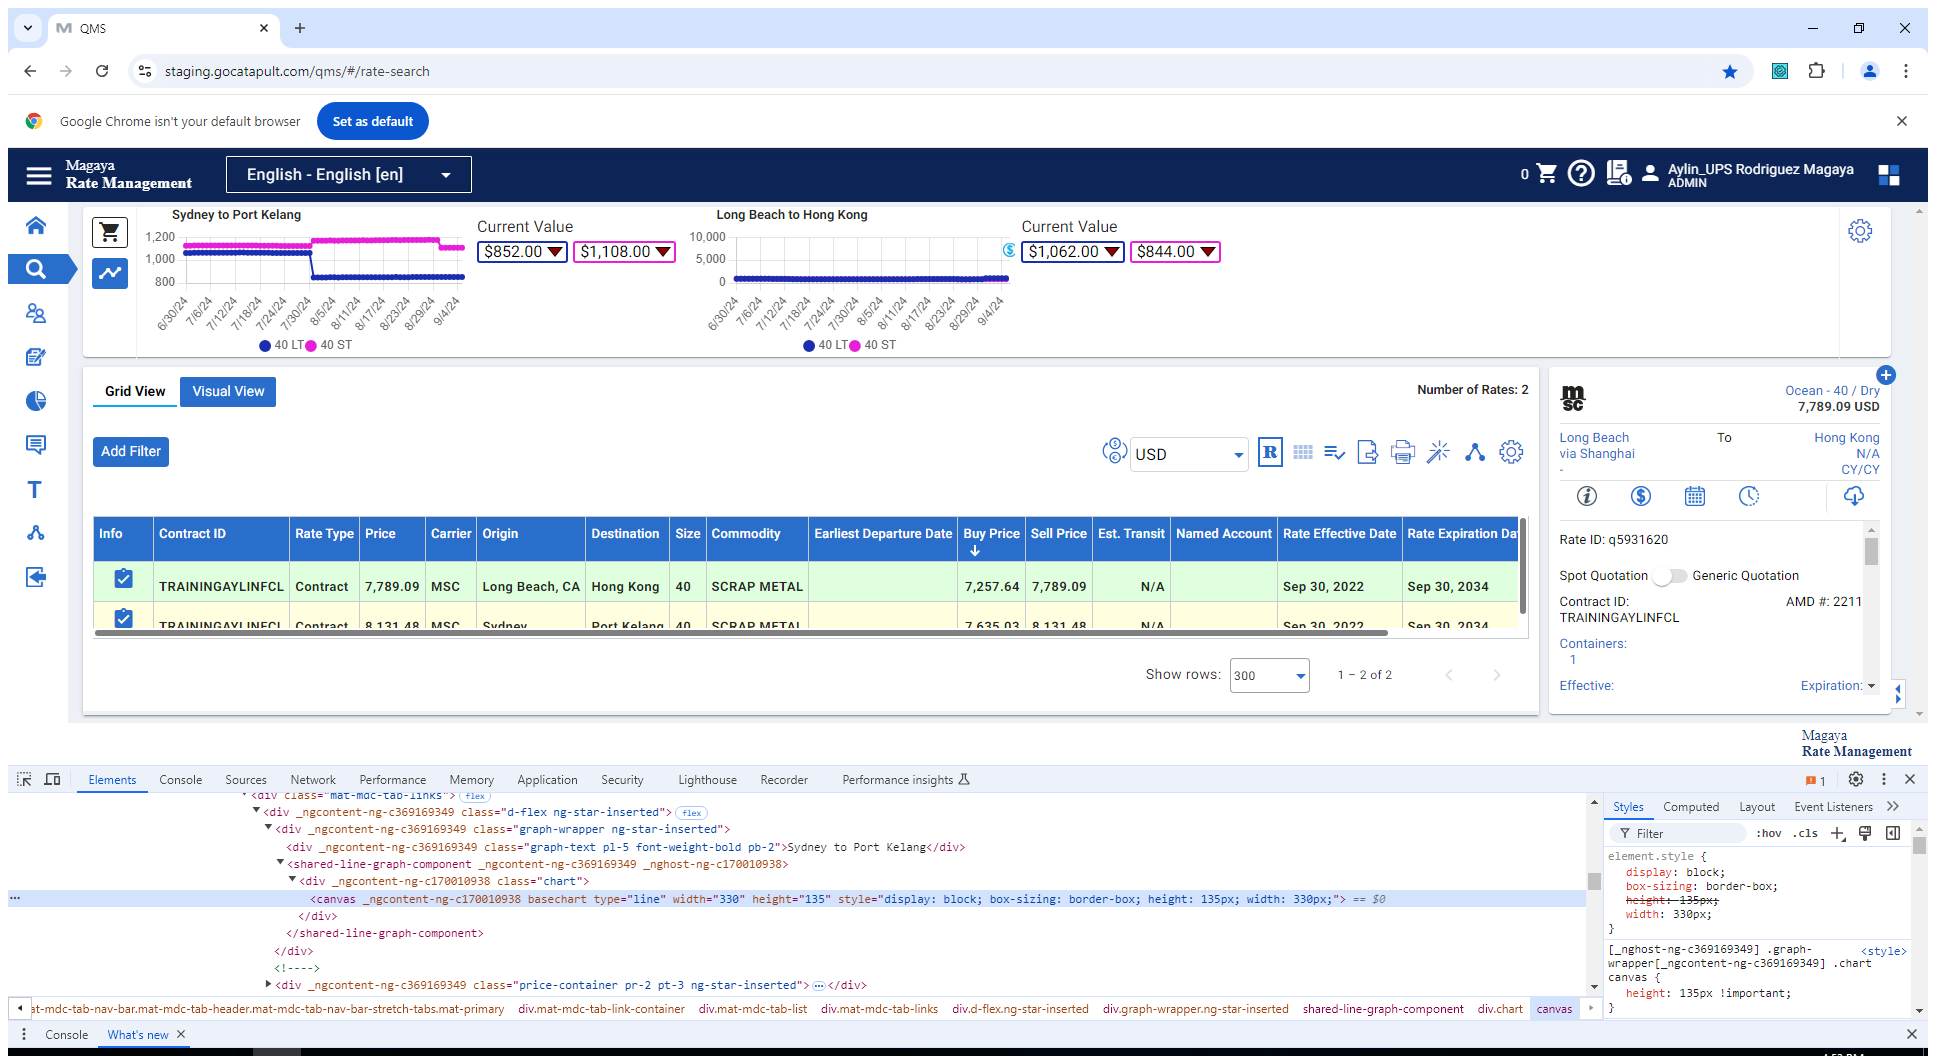 QMS
staging.gocatapult.com/qms/#/rate-search
Google Chrome isn't your default browser
Set as default
Magaya
Rate Management
English - English [en]
0
Aylin_UPS Rodriguez Magaya
ADMIN
Sydney to Port Kelang
1,200
1,000
800
6/30/24 7/6/24 7/12/24 7/18/24 7/24/24 7/30/24 8/5/24 8/11/24 8/17/24 8/23/24 8/29/24 9/4/24
40 LT 40 ST
Current Value
$852.00 $1,108.00
Long Beach to Hong Kong
10,000
5,000
0
6/30/24 7/6/24 7/12/24 7/18/24 7/24/24 7/30/24 8/5/24 8/11/24 8/17/24 8/23/24 8/29/24 9/4/24
40 LT 40 ST
Current Value
$1,062.00 $844.00
Grid View Visual View
Number of Rates: 2
Add Filter
USD
R
Info Contract ID Rate Type Price Carrier Origin Destination Size Commodity Earliest Departure Date Buy Price Sell Price Est. Transit Named Account Rate Effective Date Rate Expiration Da
TRAININGAYLINFCL Contract 7,789.09 MSC Long Beach, CA Hong Kong 40 SCRAP METAL 7,257.64 7,789.09 N/A Sep 30, 2022 Sep 30, 2034
TRAININGAYLINFCL Contract 8,131.48 MSC Sydney Port Kelang 40 SCRAP METAL 7,635.03 8,131.48 N/A Sep 30, 2022 Sep 30, 2034
Show rows: 300 1 – 2 of 2
msc
Ocean - 40 / Dry
7,789.09 USD
Long Beach To Hong Kong
via Shanghai N/A
- CY/CY
Rate ID: q5931620
Spot Quotation Generic Quotation
Contract ID: AMD #: 2211
TRAININGAYLINFCL
Containers:
1
Effective: Expiration:
Magaya
Rate Management
Elements Console Sources Network Performance Memory Application Security Lighthouse Recorder Performance insights 1
<div class="mat-mdc-tab-links"> flex
<div _ngcontent-ng-c369169349 class="d-flex ng-star-inserted"> flex
<div _ngcontent-ng-c369169349 class="graph-wrapper ng-star-inserted">
<div _ngcontent-ng-c369169349 class="graph-text pl-5 font-weight-bold pb-2">Sydney to Port Kelang</div>
<shared-line-graph-component _ngcontent-ng-c369169349 _nghost-ng-c170010938>
<div _ngcontent-ng-c170010938 class="chart">
<canvas _ngcontent-ng-c170010938 basechart type="line" width="330" height="135" style="display: block; box-sizing: border-box; height: 135px; width: 330px;"> == $0
</div>
</shared-line-graph-component>
</div>
<!---->
<div _ngcontent-ng-c369169349 class="price-container pr-2 pt-3 ng-star-inserted"> </div>
at-mdc-tab-nav-bar.mat-mdc-tab-header.mat-mdc-tab-nav-bar-stretch-tabs.mat-primary div.mat-mdc-tab-link-container div.mat-mdc-tab-list div.mat-mdc-tab-links div.d-flex.ng-star-inserted div.graph-wrapper.ng-star-inserted shared-line-graph-component div.chart canvas
Styles Computed Layout Event Listeners
Filter :hov .cls
element.style {
display: block;
box-sizing: border-box;
height: 135px;
width: 330px;
}
[_nghost-ng-c369169349] .graph- <style>
wrapper[_ngcontent-ng-c369169349] .chart
canvas {
height: 135px !important;
}
Console What's new